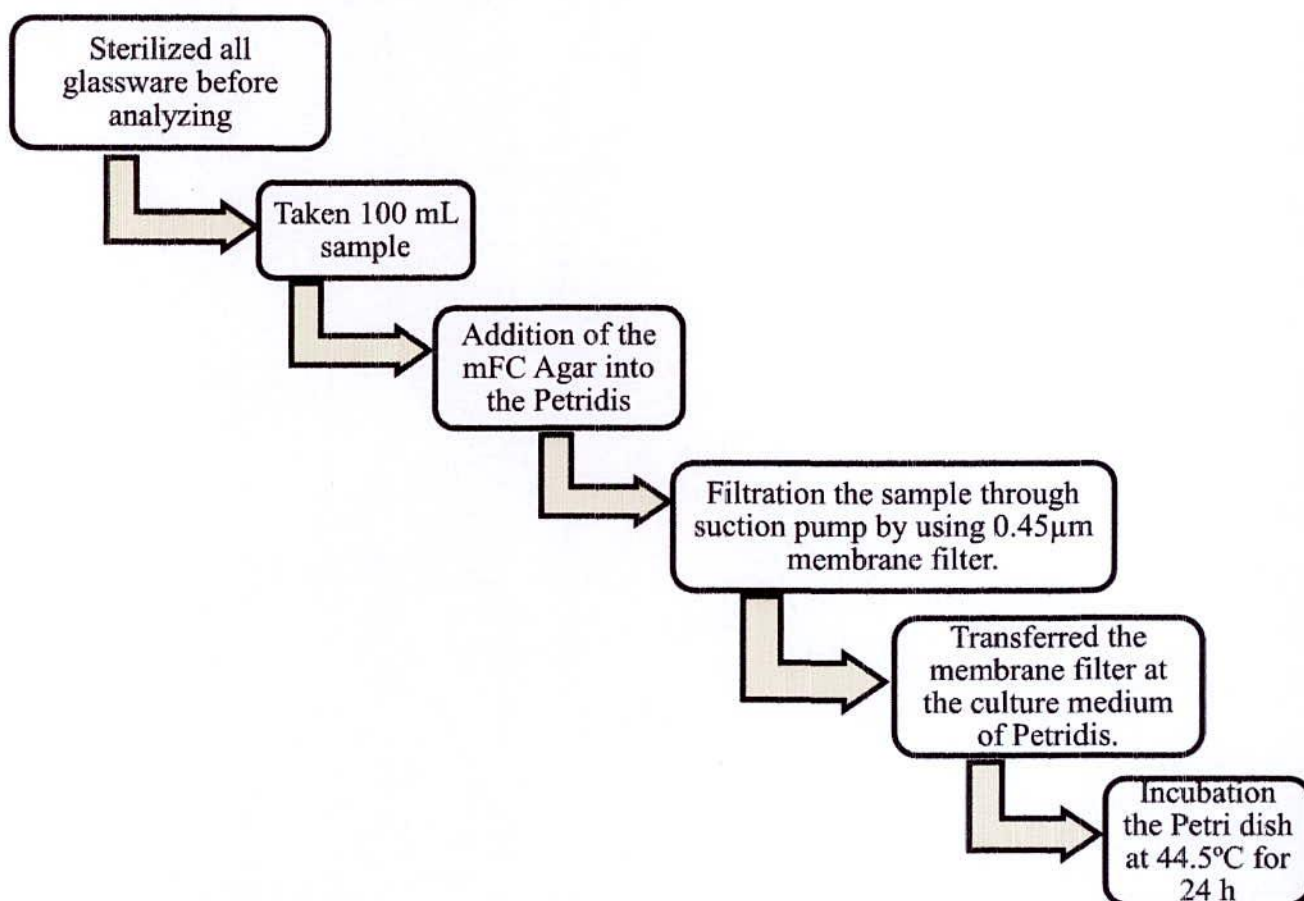 Sterilized all
glassware before
analyzing
Taken 100 mL
sample
Addition of the
mFC Agar into
the Petridis
Filtration the sample through
suction pump by using 0.45µm
membrane filter.
Transferred the
membrane filter at
the culture medium
of Petridis.
Incubation
the Petri dish
at 44.5ºC for
24 h